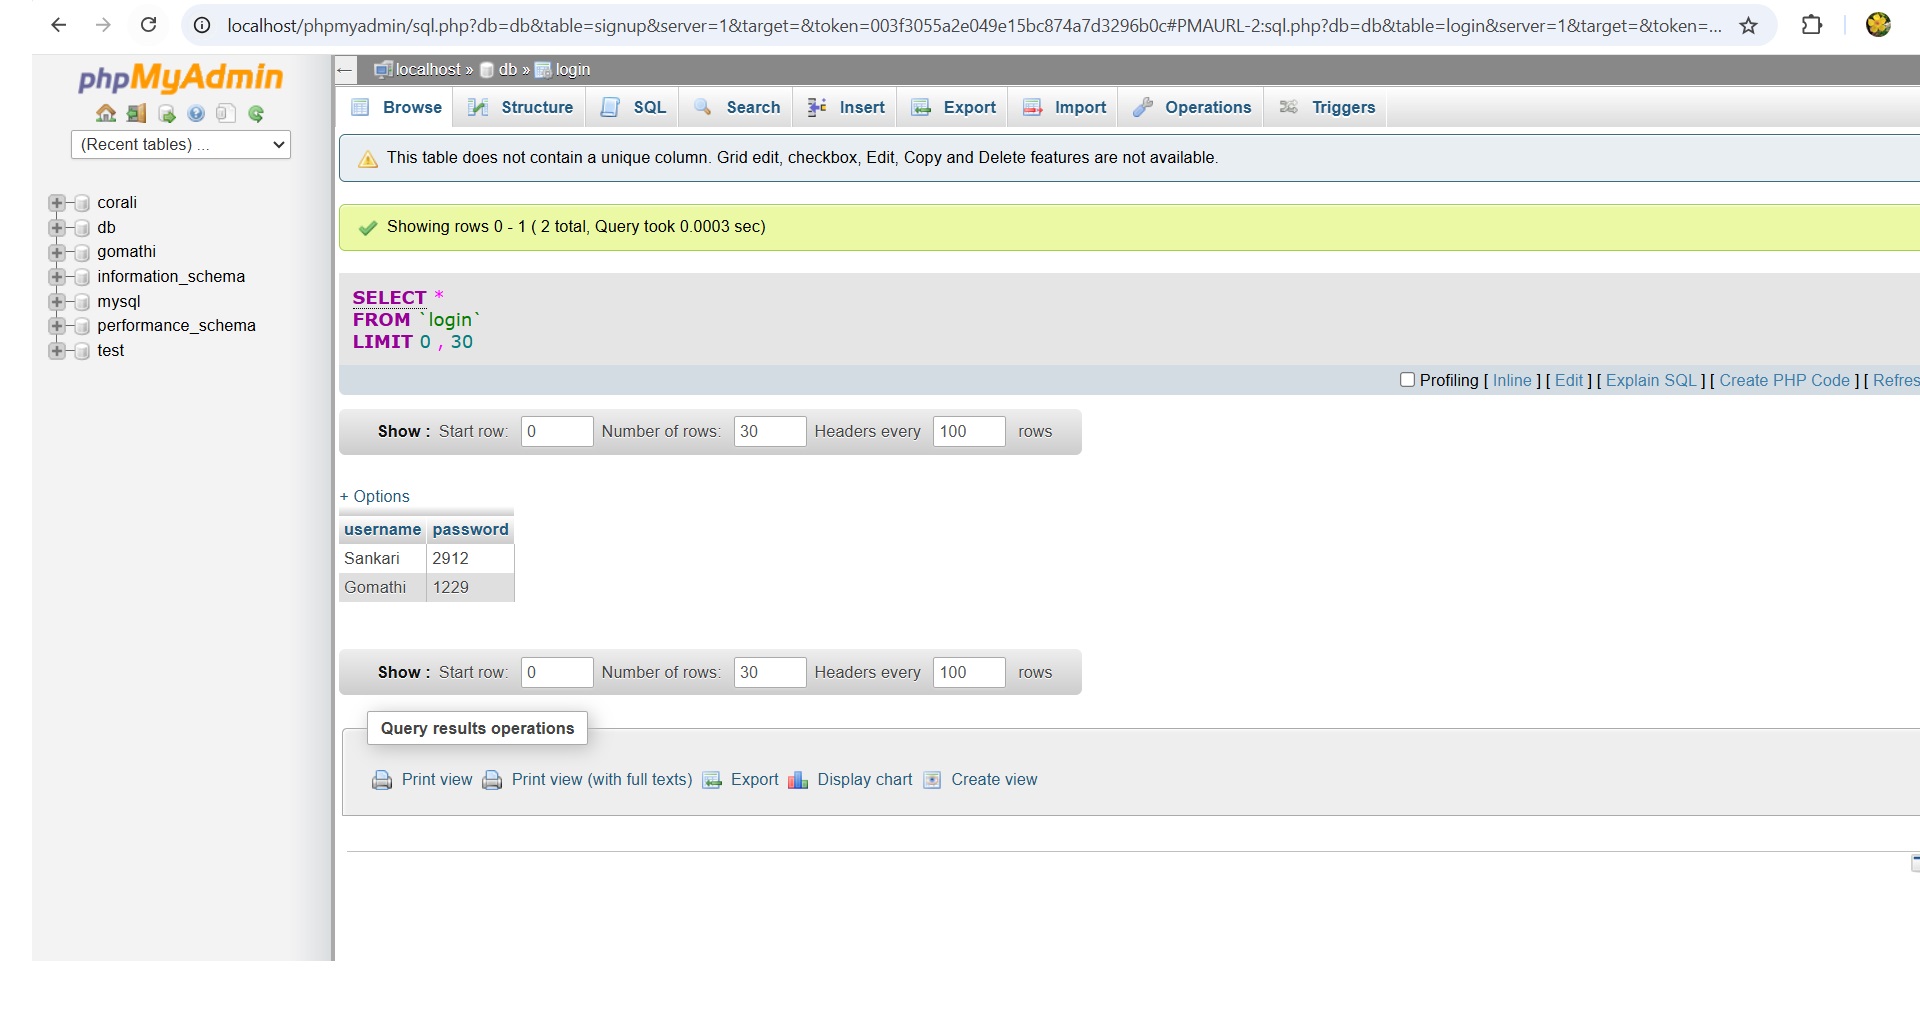 localhost/phpmyadmin/sql.php?db=db&table=signup&server=1&target=&token=003f3055a2e049e15bc874a7d3296b0c#PMAURL-2:sql.php?db=db&table=login&server=1&target=&token=...
phpMyAdmin
(Recent tables) ...
corali
db
gomathi
information_schema
mysql
performance_schema
test
localhost » db » login
Browse Structure SQL Search Insert Export Import Operations Triggers
This table does not contain a unique column. Grid edit, checkbox, Edit, Copy and Delete features are not available.
Showing rows 0 - 1 ( 2 total, Query took 0.0003 sec)
SELECT *
FROM `login`
LIMIT 0 , 30
Profiling [ Inline ] [ Edit ] [ Explain SQL ] [ Create PHP Code ] [ Refres
Show : Start row: 0 Number of rows: 30 Headers every 100 rows
+ Options
username password
Sankari 2912
Gomathi 1229
Show : Start row: 0 Number of rows: 30 Headers every 100 rows
Query results operations
Print view Print view (with full texts) Export Display chart Create view